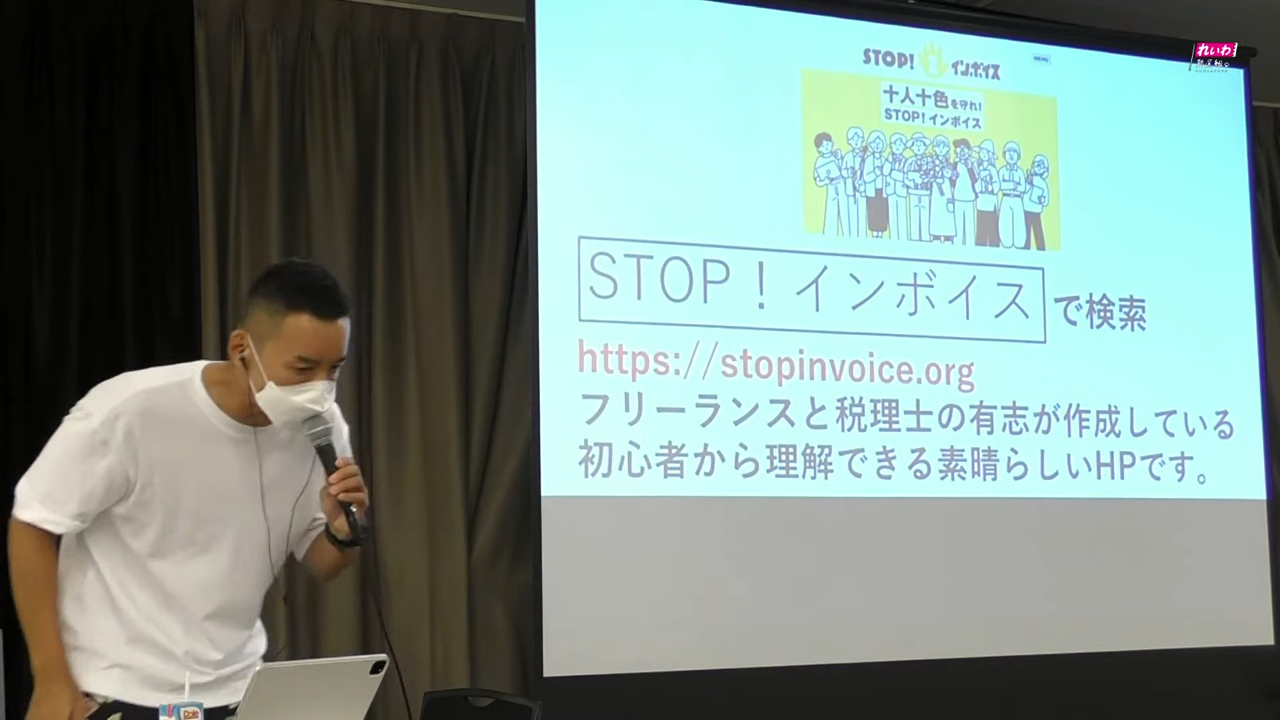 れいわ
STOP! インボイス
MENU
十人十色を守れ!
STOP! インボイス
STOP！インボイス で検索
https://stopinvoice.org
フリーランスと税理士の有志が作成している
初心者から理解できる素晴らしいHPです。
Dole